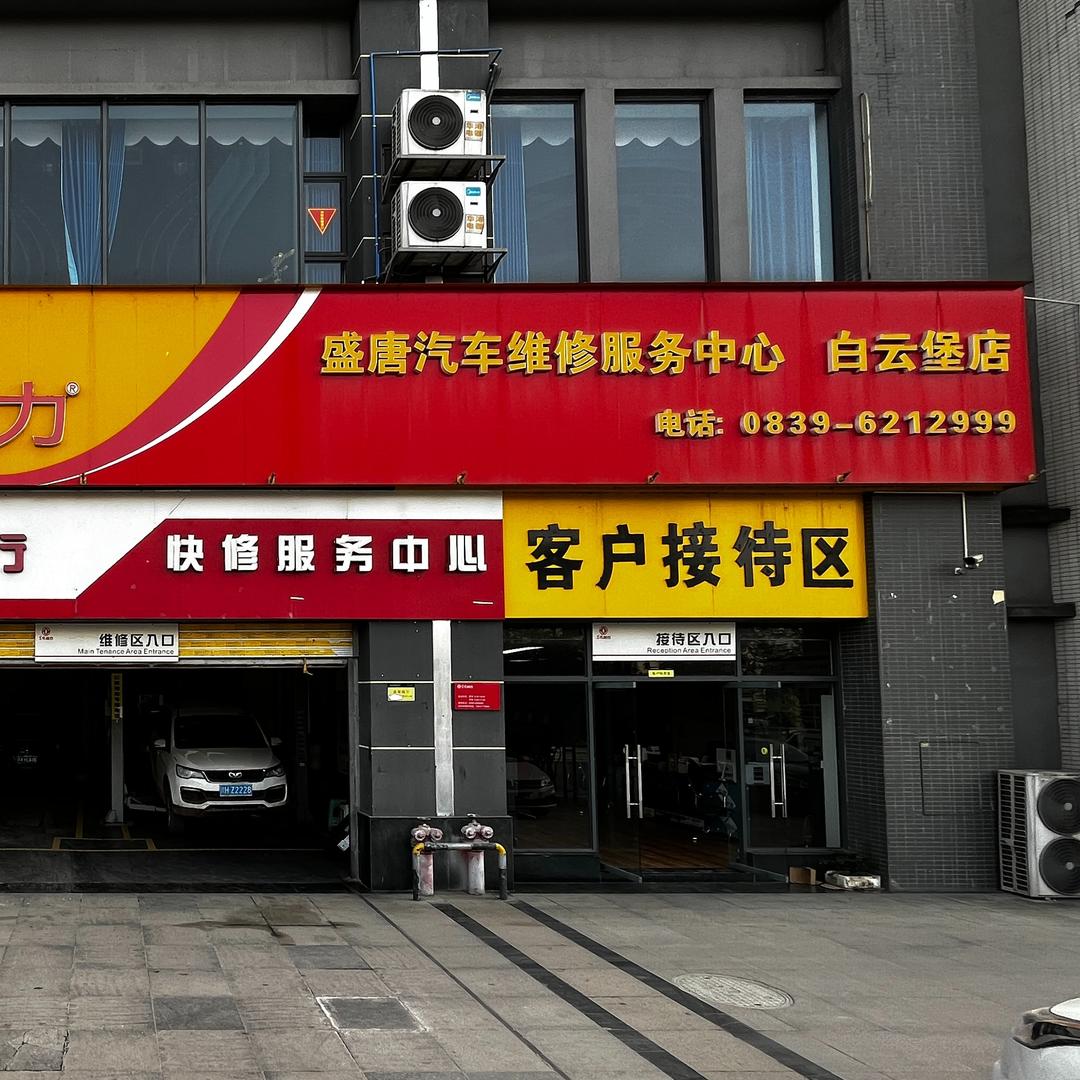 盛唐汽车维修服务中心 白云堡店
力®
电话: 0839-6212999
行
快修服务中心
客户接待区
维修区入口
Main Tenance Area Entrance
接待区入口
Reception Area Entrance